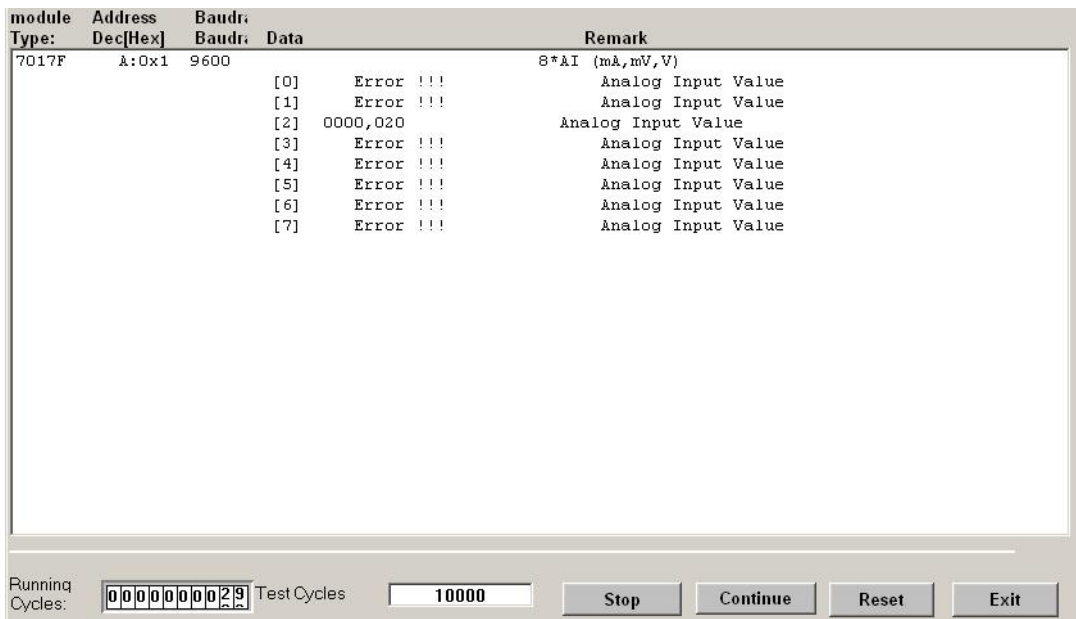 module Address Baudra
Type: Dec[Hex] Baudra Data Remark
7017F A:0x1 9600 8*AI (mA,mV,V)
[0] Error !!! Analog Input Value
[1] Error !!! Analog Input Value
[2] 0000,020 Analog Input Value
[3] Error !!! Analog Input Value
[4] Error !!! Analog Input Value
[5] Error !!! Analog Input Value
[6] Error !!! Analog Input Value
[7] Error !!! Analog Input Value
Running
Cycles: 0000000029 Test Cycles 10000 Stop Continue Reset Exit